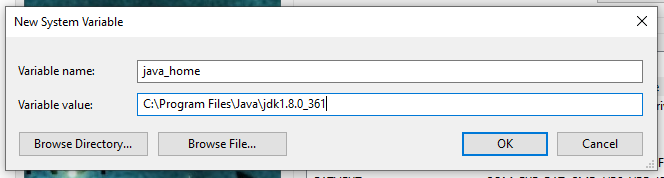 New System Variable
Variable name:
java_home
Variable value:
C:\Program Files\Java\jdk1.8.0_361
Browse Directory...
Browse File...
OK
Cancel